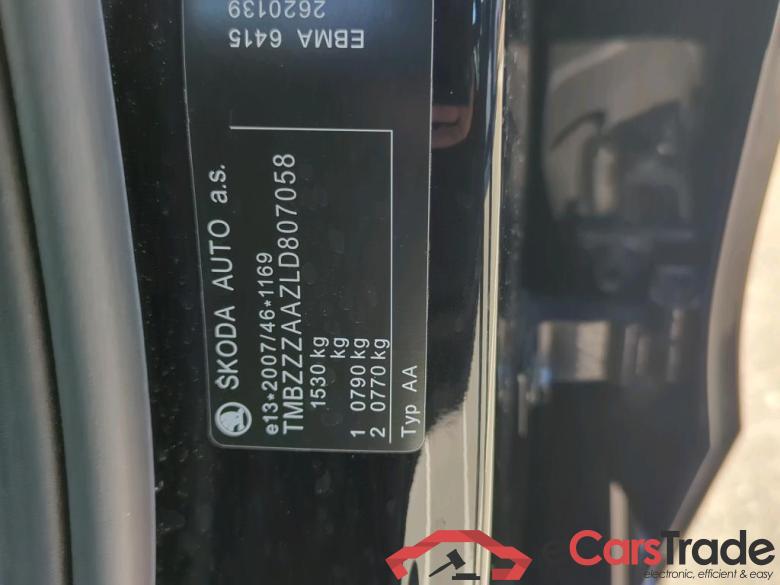 ŠKODA AUTO a.s.
e13*2007/46*1169
TMBZZZAAZLD807058
1530 kg
kg
1 0790 kg
2 0770 kg
Typ AA
EBMA 6415
2620139
eCarsTrade
electronic, efficient & easy